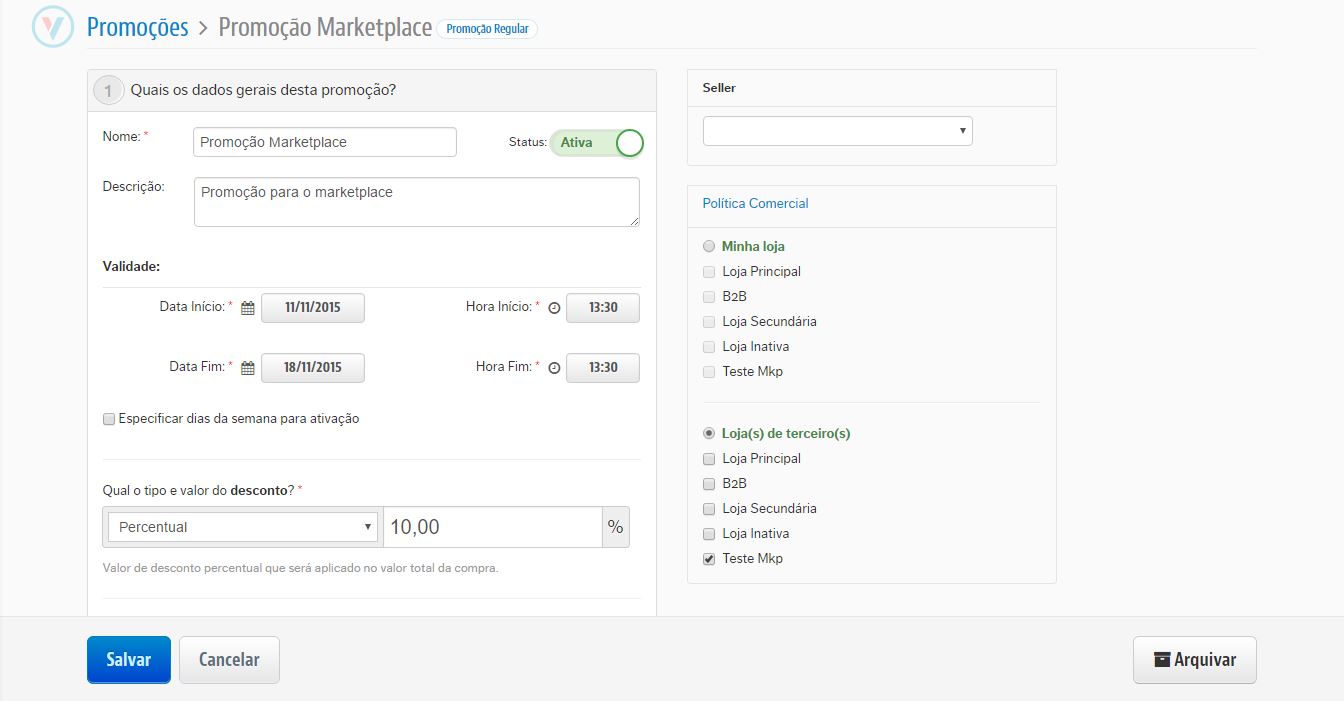 Promoções > Promoção Marketplace Promoção Regular
1 Quais os dados gerais desta promoção?
Nome: * Promoção Marketplace Status: Ativa
Descrição: Promoção para o marketplace
Validade:
Data Início: * 11/11/2015 Hora Início: * 13:30
Data Fim: * 18/11/2015 Hora Fim: * 13:30
Especificar dias da semana para ativação
Qual o tipo e valor do desconto? *
Percentual 10,00 %
Valor de desconto percentual que será aplicado no valor total da compra.
Seller
Política Comercial
Minha loja
Loja Principal
B2B
Loja Secundária
Loja Inativa
Teste Mkp
Loja(s) de terceiro(s)
Loja Principal
B2B
Loja Secundária
Loja Inativa
Teste Mkp
Salvar Cancelar Arquivar